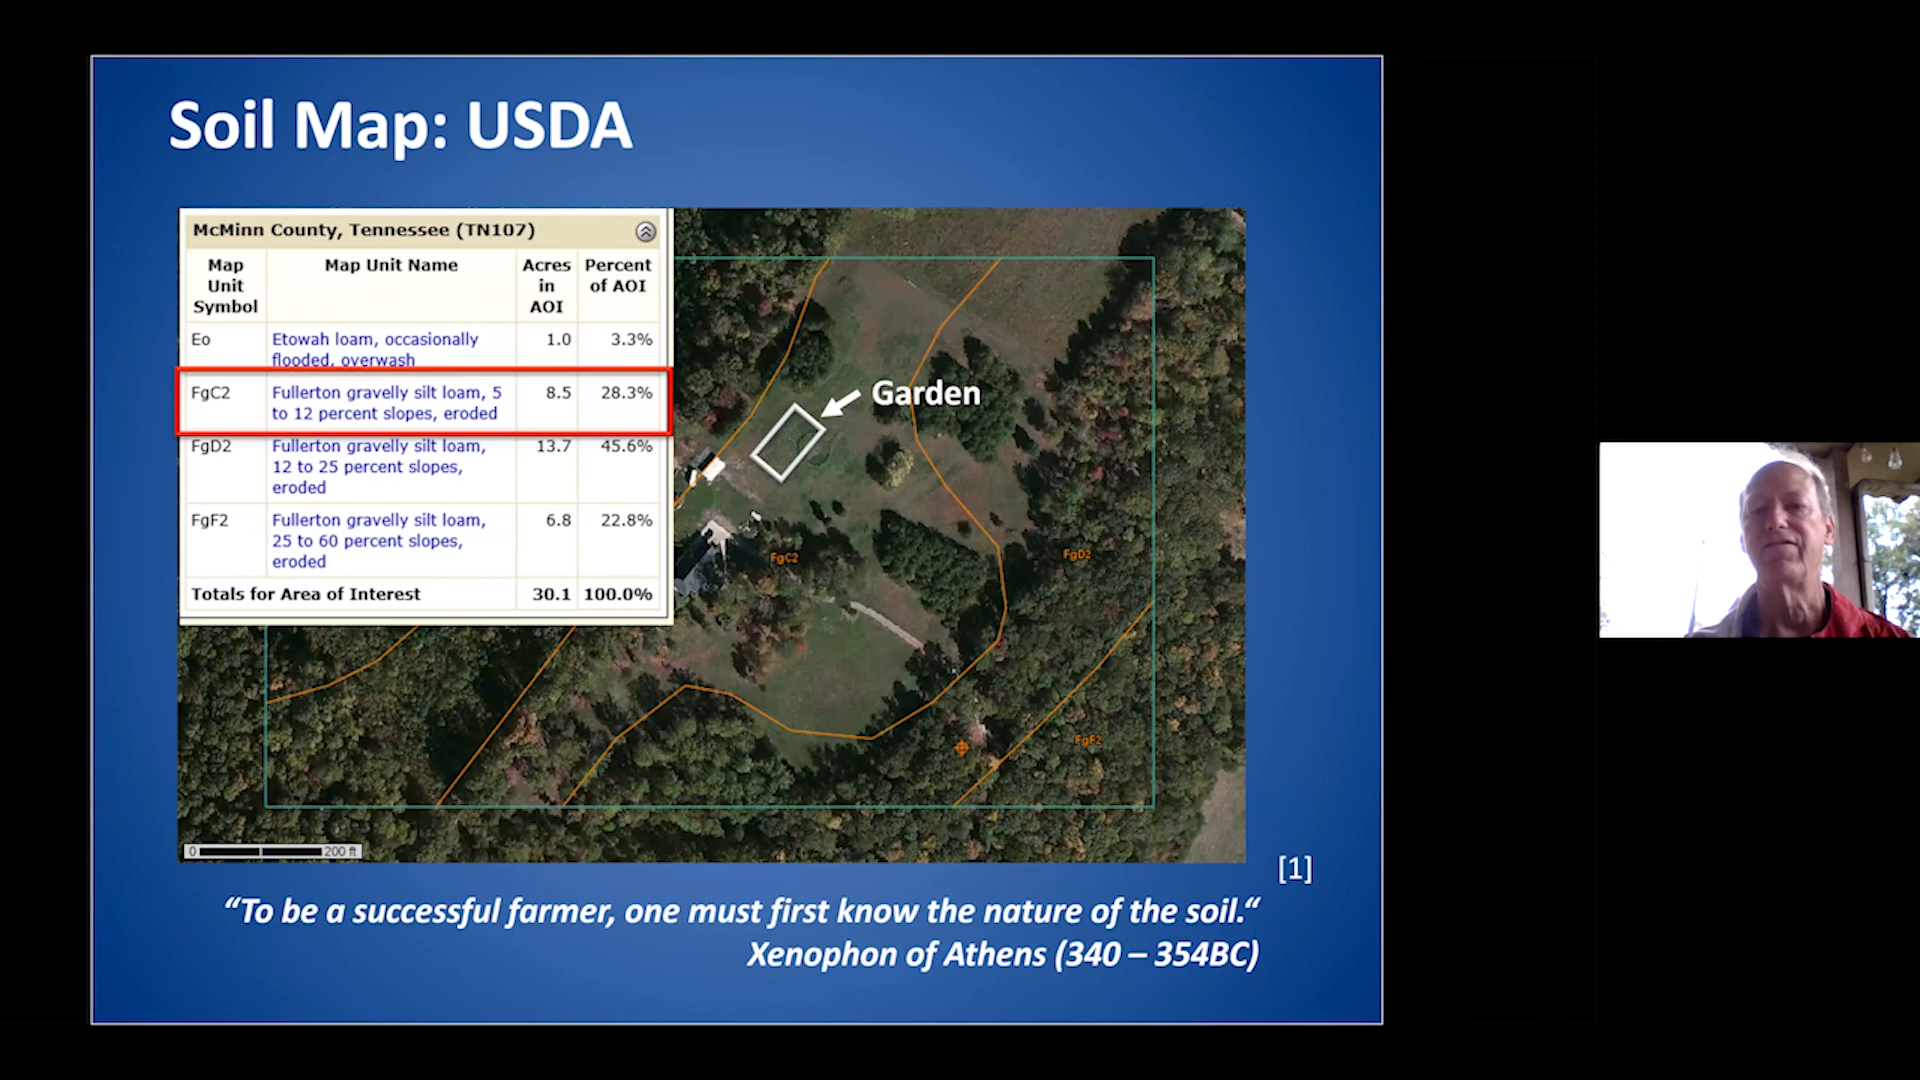 Soil Map: USDA
McMinn County, Tennessee (TN107)
Map Unit Symbol Map Unit Name Acres in AOI Percent of AOI
Eo Etowah loam, occasionally flooded, overwash 1.0 3.3%
FgC2 Fullerton gravelly silt loam, 5 to 12 percent slopes, eroded 8.5 28.3%
FgD2 Fullerton gravelly silt loam, 12 to 25 percent slopes, eroded 13.7 45.6%
FgF2 Fullerton gravelly silt loam, 25 to 60 percent slopes, eroded 6.8 22.8%
Totals for Area of Interest 30.1 100.0%
Garden
FgC2
FgD2
FgF2
0 200 ft
[1]
“To be a successful farmer, one must first know the nature of the soil.“
Xenophon of Athens (340 – 354BC)